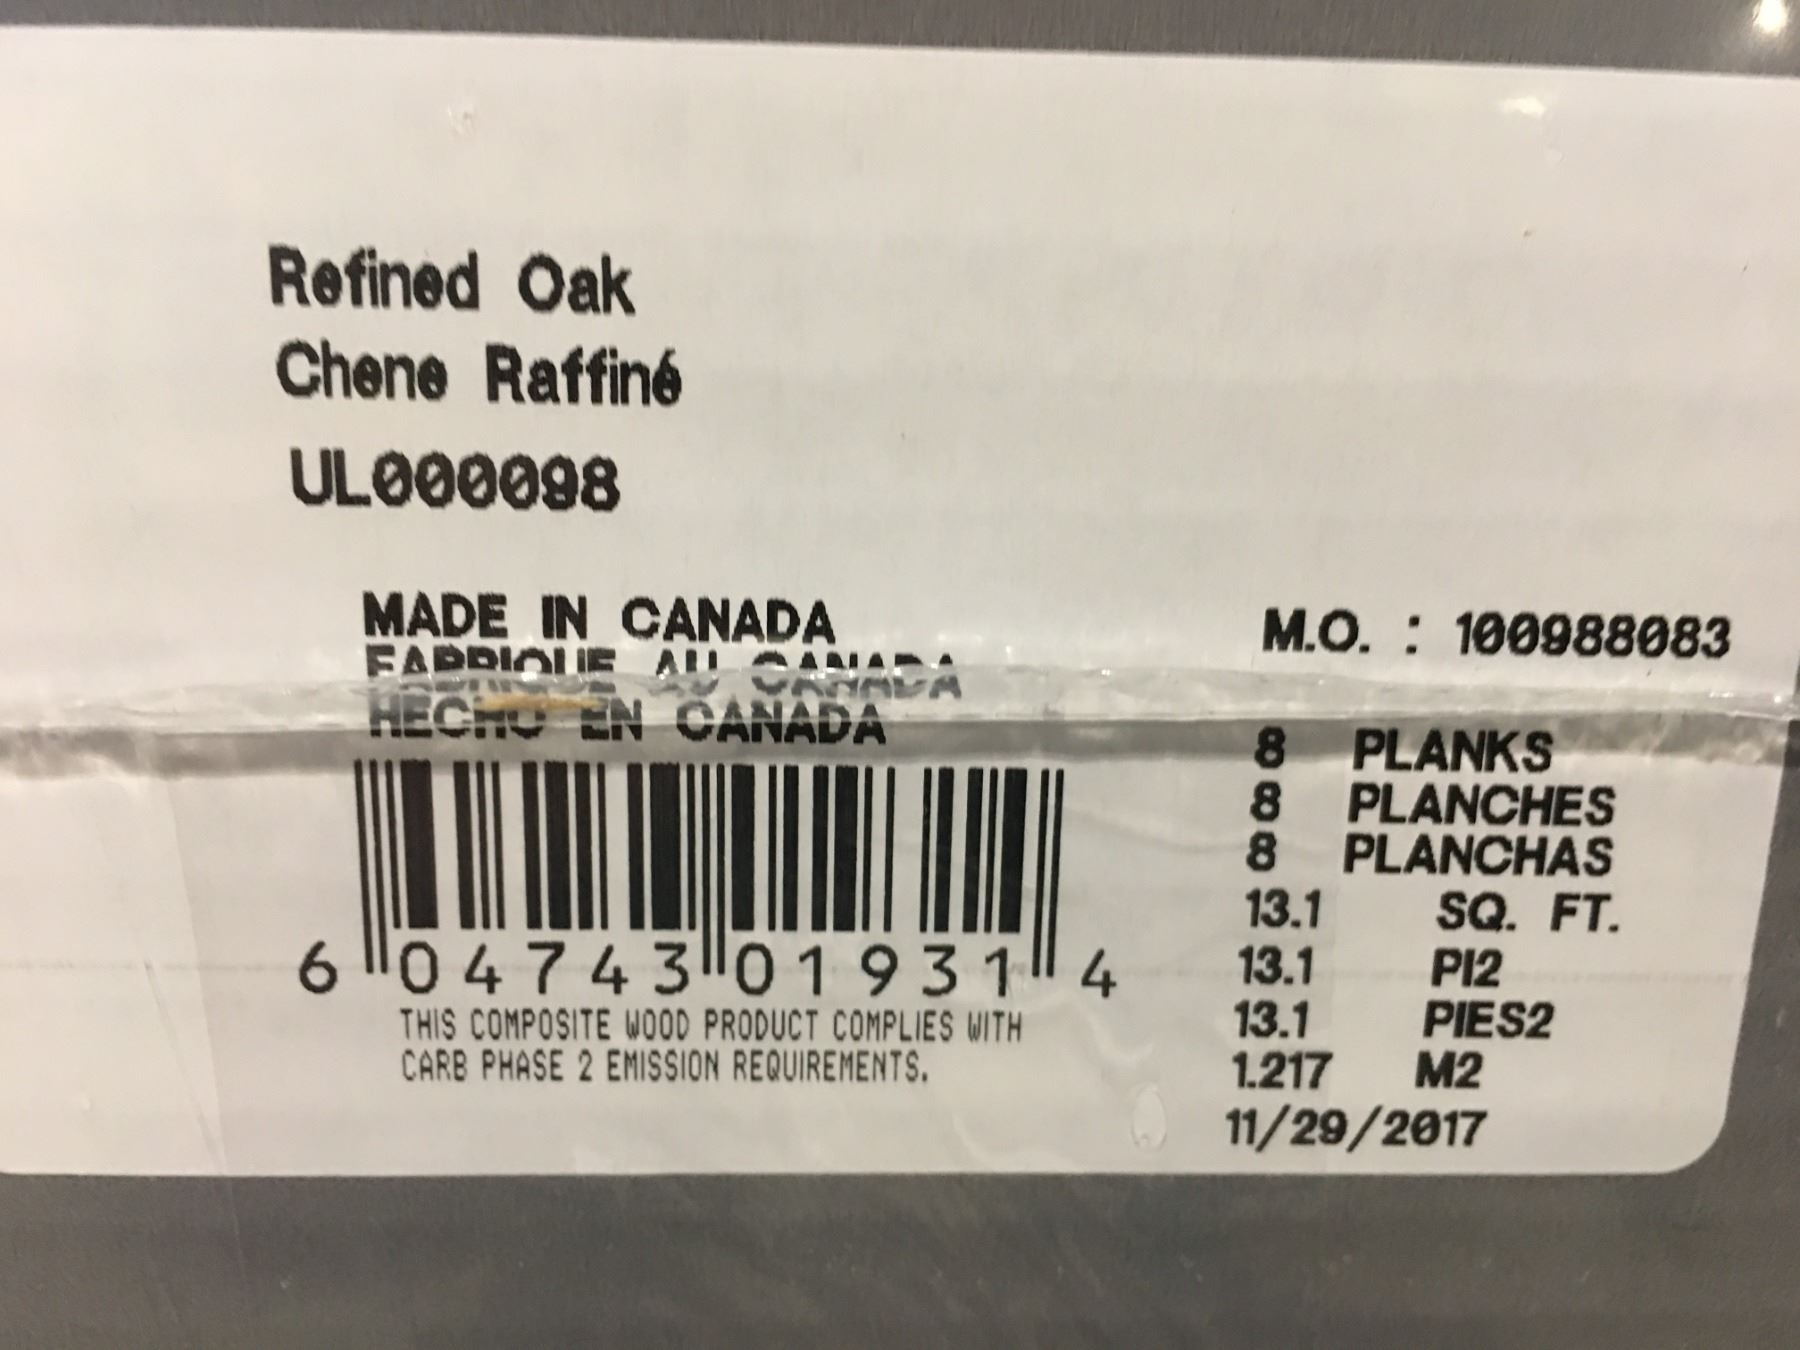 Refined Oak
Chene Raffiné
UL000098
MADE IN CANADA
FABRIQUE AU CANADA
HECHO EN CANADA
6 04743 01931 4
THIS COMPOSITE WOOD PRODUCT COMPLIES WITH
CARB PHASE 2 EMISSION REQUIREMENTS.
M.O. : 100988083
8 PLANKS
8 PLANCHES
8 PLANCHAS
13.1 SQ. FT.
13.1 PI2
13.1 PIES2
1.217 M2
11/29/2017